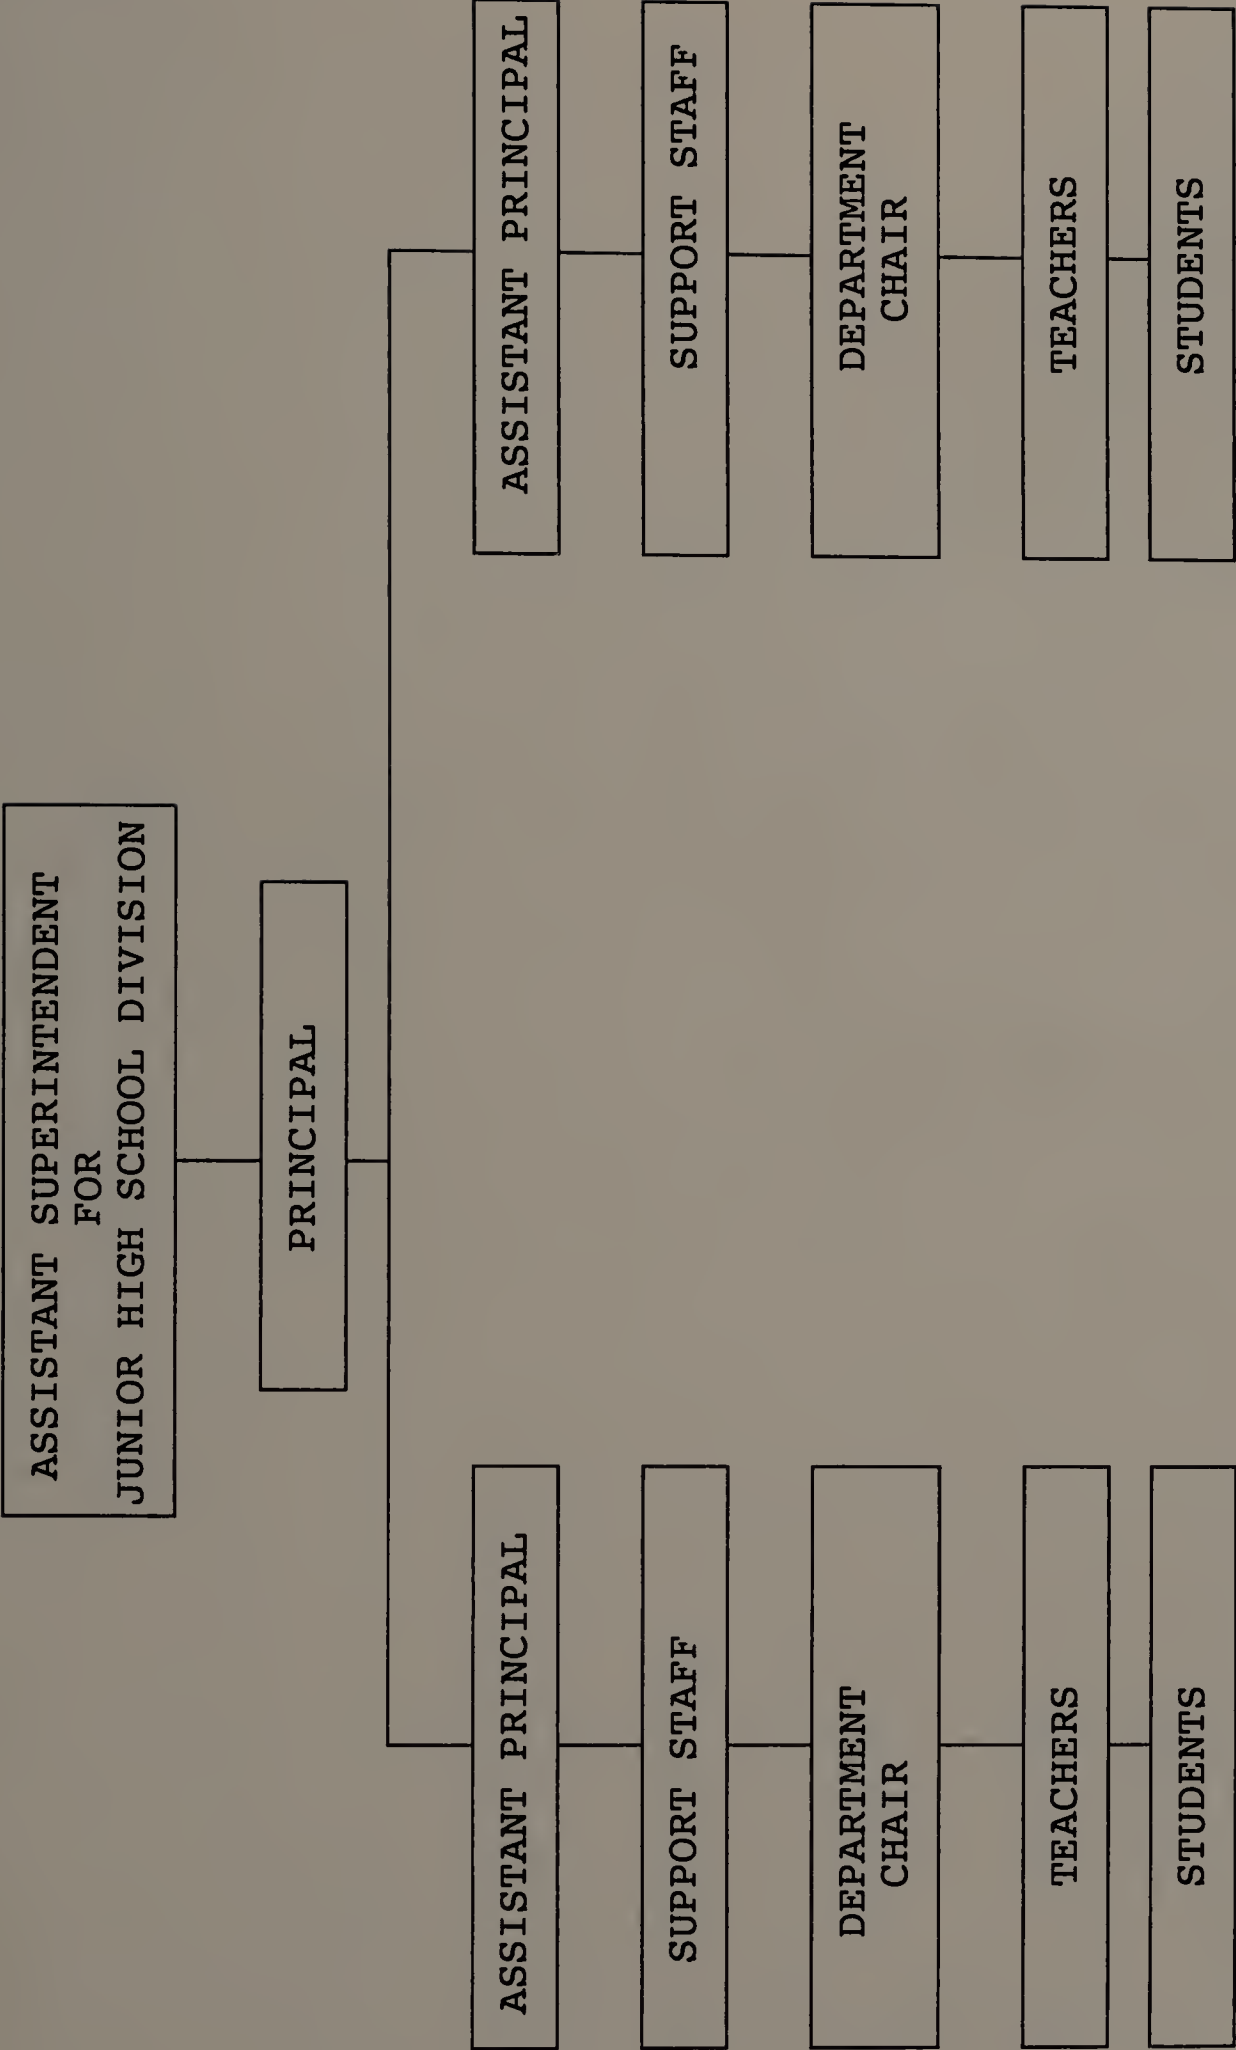 ASSISTANT SUPERINTENDENT
FOR
JUNIOR HIGH SCHOOL DIVISION
PRINCIPAL
ASSISTANT PRINCIPAL
SUPPORT STAFF
DEPARTMENT
CHAIR
TEACHERS
STUDENTS
ASSISTANT PRINCIPAL
SUPPORT STAFF
DEPARTMENT
CHAIR
TEACHERS
STUDENTS